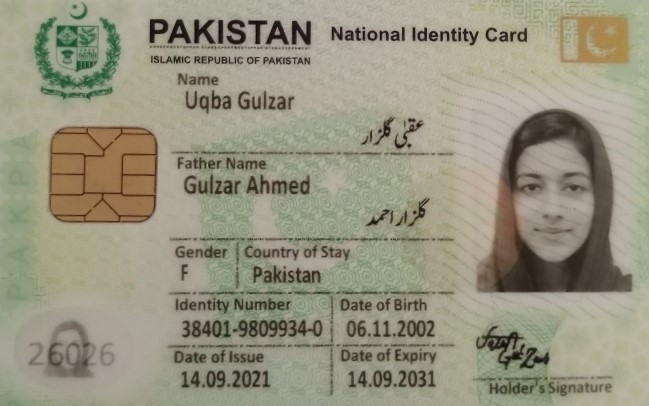 PAKISTAN National Identity Card
ISLAMIC REPUBLIC OF PAKISTAN
Name
Uqba Gulzar
عقبیٰ گلزار
Father Name
Gulzar Ahmed
گلزار احمد
Gender Country of Stay
F Pakistan
Identity Number Date of Birth
38401-9809934-0 06.11.2002
Date of Issue Date of Expiry
14.09.2021 14.09.2031
26026
Holder's Signature